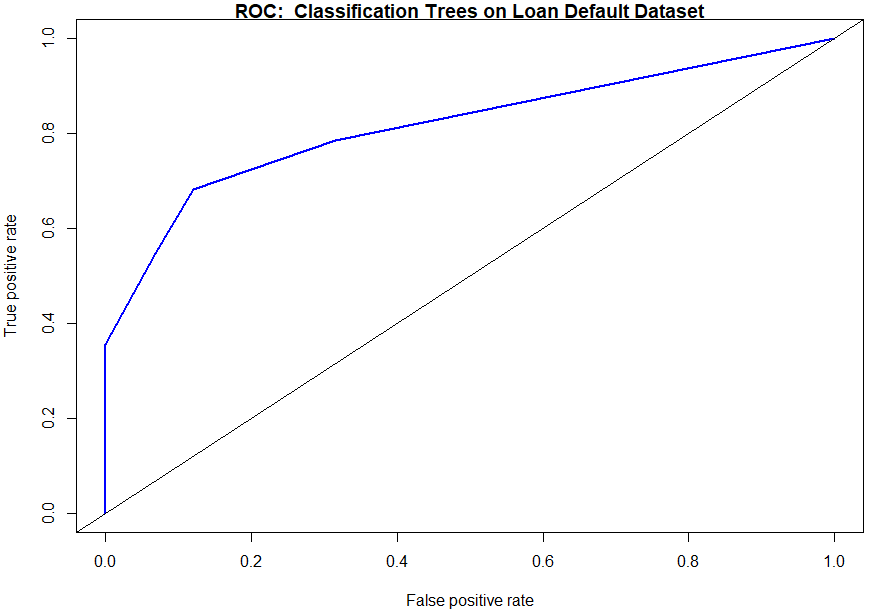 ROC:  Classification Trees on Loan Default Dataset
True positive rate
1.0
0.8
0.6
0.4
0.2
0.0
0.0 0.2 0.4 0.6 0.8 1.0
False positive rate